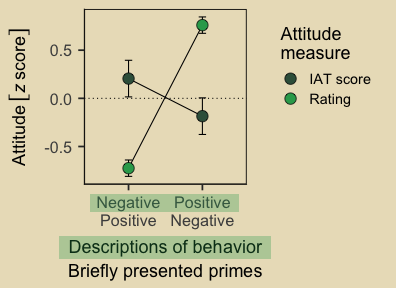 Attitude [z score]
0.5
0.0
-0.5
Negative Positive
Positive Negative
Descriptions of behavior
Briefly presented primes
Attitude
measure
IAT score
Rating